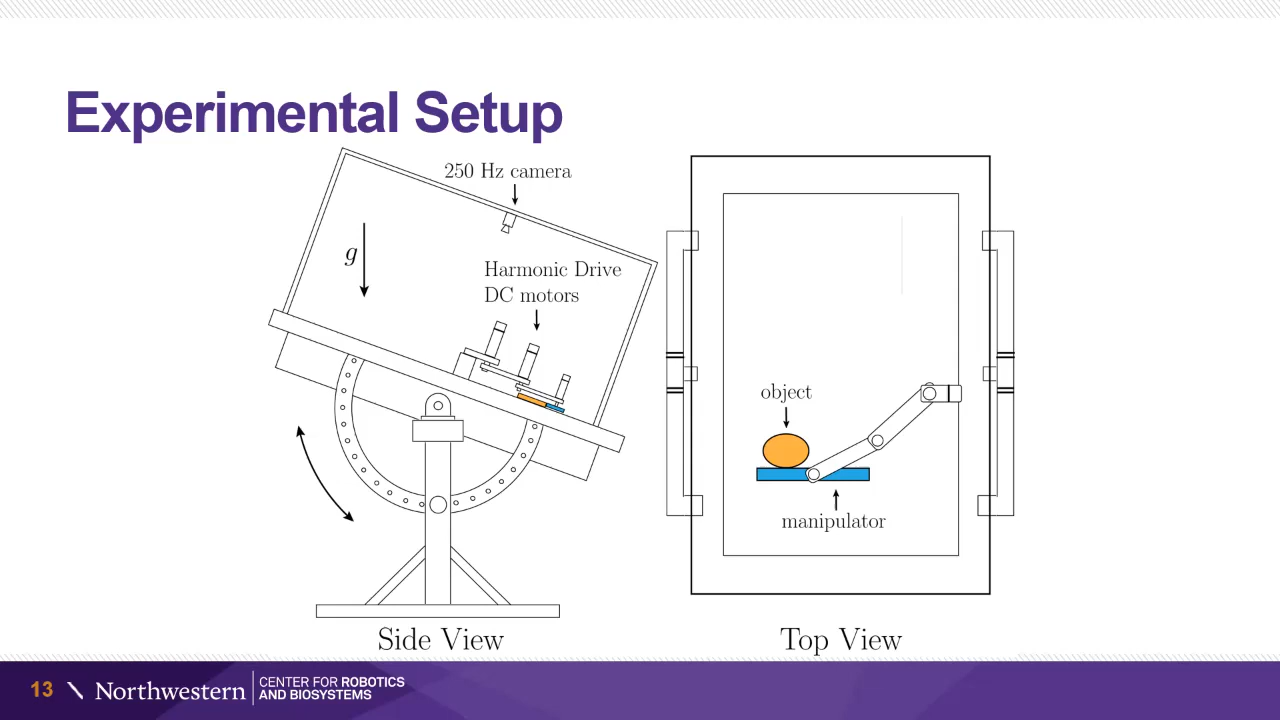 Experimental Setup
250 Hz camera
g
Harmonic Drive
DC motors
object
manipulator
Side View
Top View
13
Northwestern
CENTER FOR ROBOTICS
AND BIOSYSTEMS